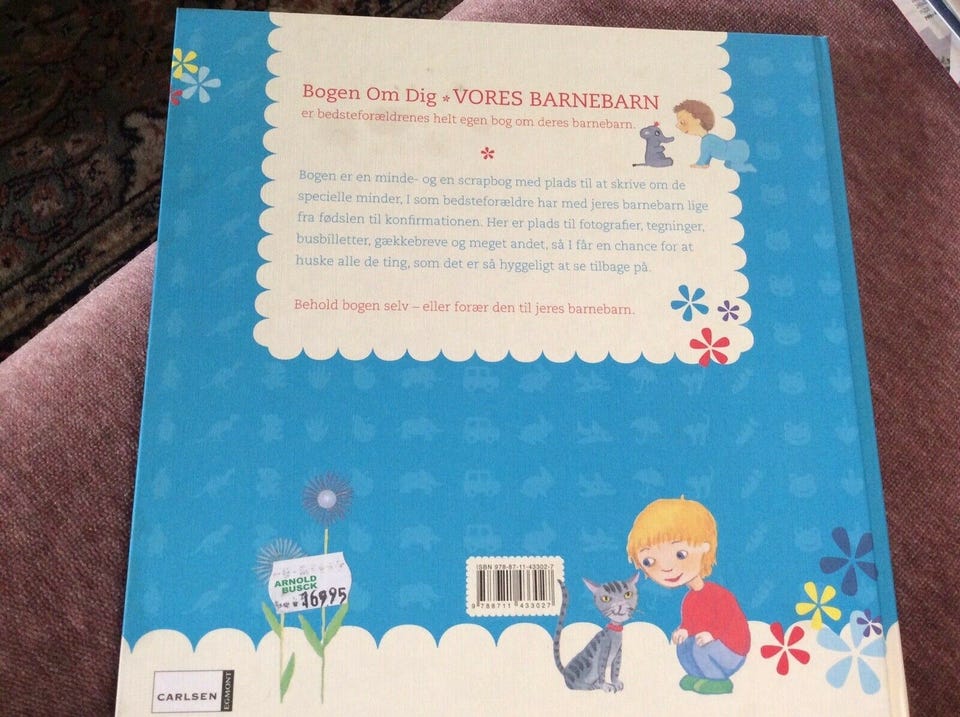 Bogen Om Dig * VORES BARNEBARN
er bedsteforældrenes helt egen bog om deres barnebarn.
*
Bogen er en minde- og en scrapbog med plads til at skrive om de
specielle minder, I som bedsteforældre har med jeres barnebarn lige
fra fødslen til konfirmationen. Her er plads til fotografier, tegninger,
busbilletter, gækkebreve og meget andet, så I får en chance for at
huske alle de ting, som det er så hyggeligt at se tilbage på.
Behold bogen selv – eller forær den til jeres barnebarn.
ISBN 978-87-11-43302-7
9 788711 433027
ARNOLD
BUSCK
16995
CARLSEN
EGMONT